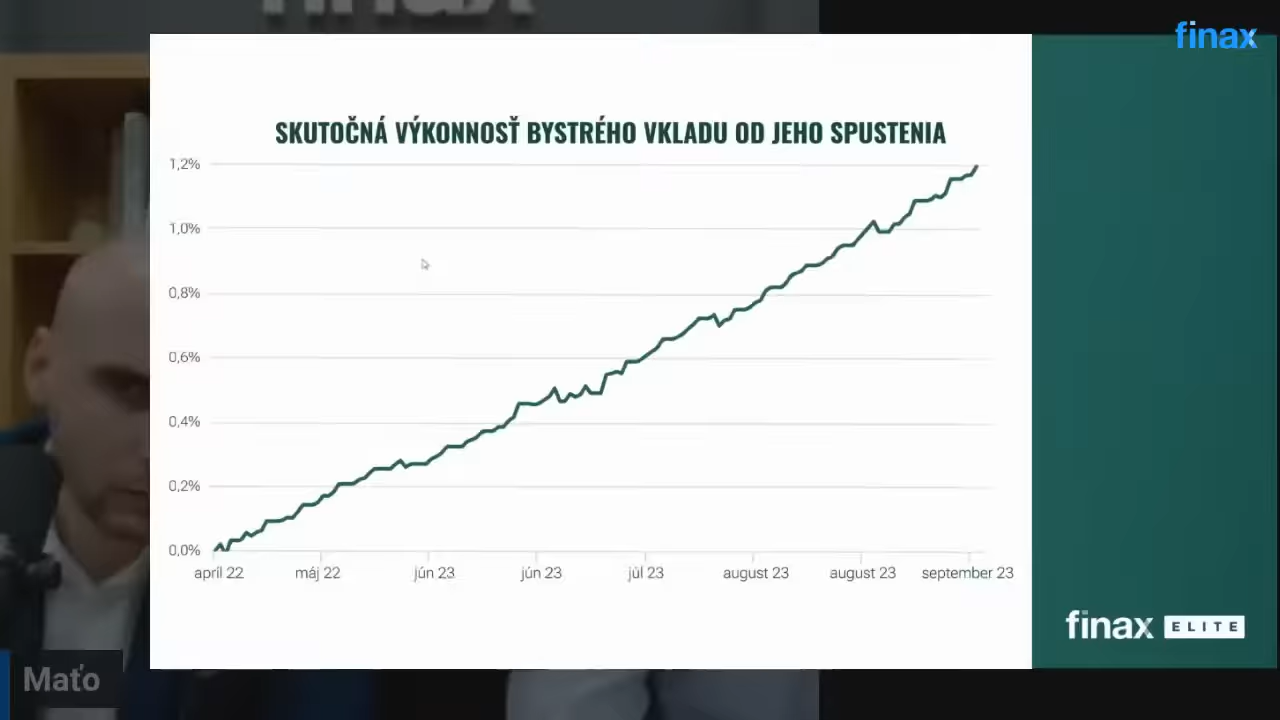 finax
SKUTOČNÁ VÝKONNOSŤ BYSTRÉHO VKLADU OD JEHO SPUSTENIA
1,2%
1,0%
0,8%
0,6%
0,4%
0,2%
0,0%
apríl 22 máj 22 jún 23 jún 23 júl 23 august 23 august 23 september 23
finax ELITE
Maťo